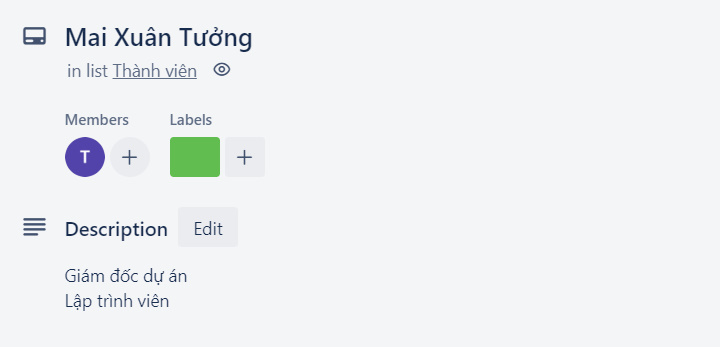 Mai Xuân Tưởng
in list Thành viên
Members
Labels
T
+
+
Description
Edit
Giám đốc dự án
Lập trình viên